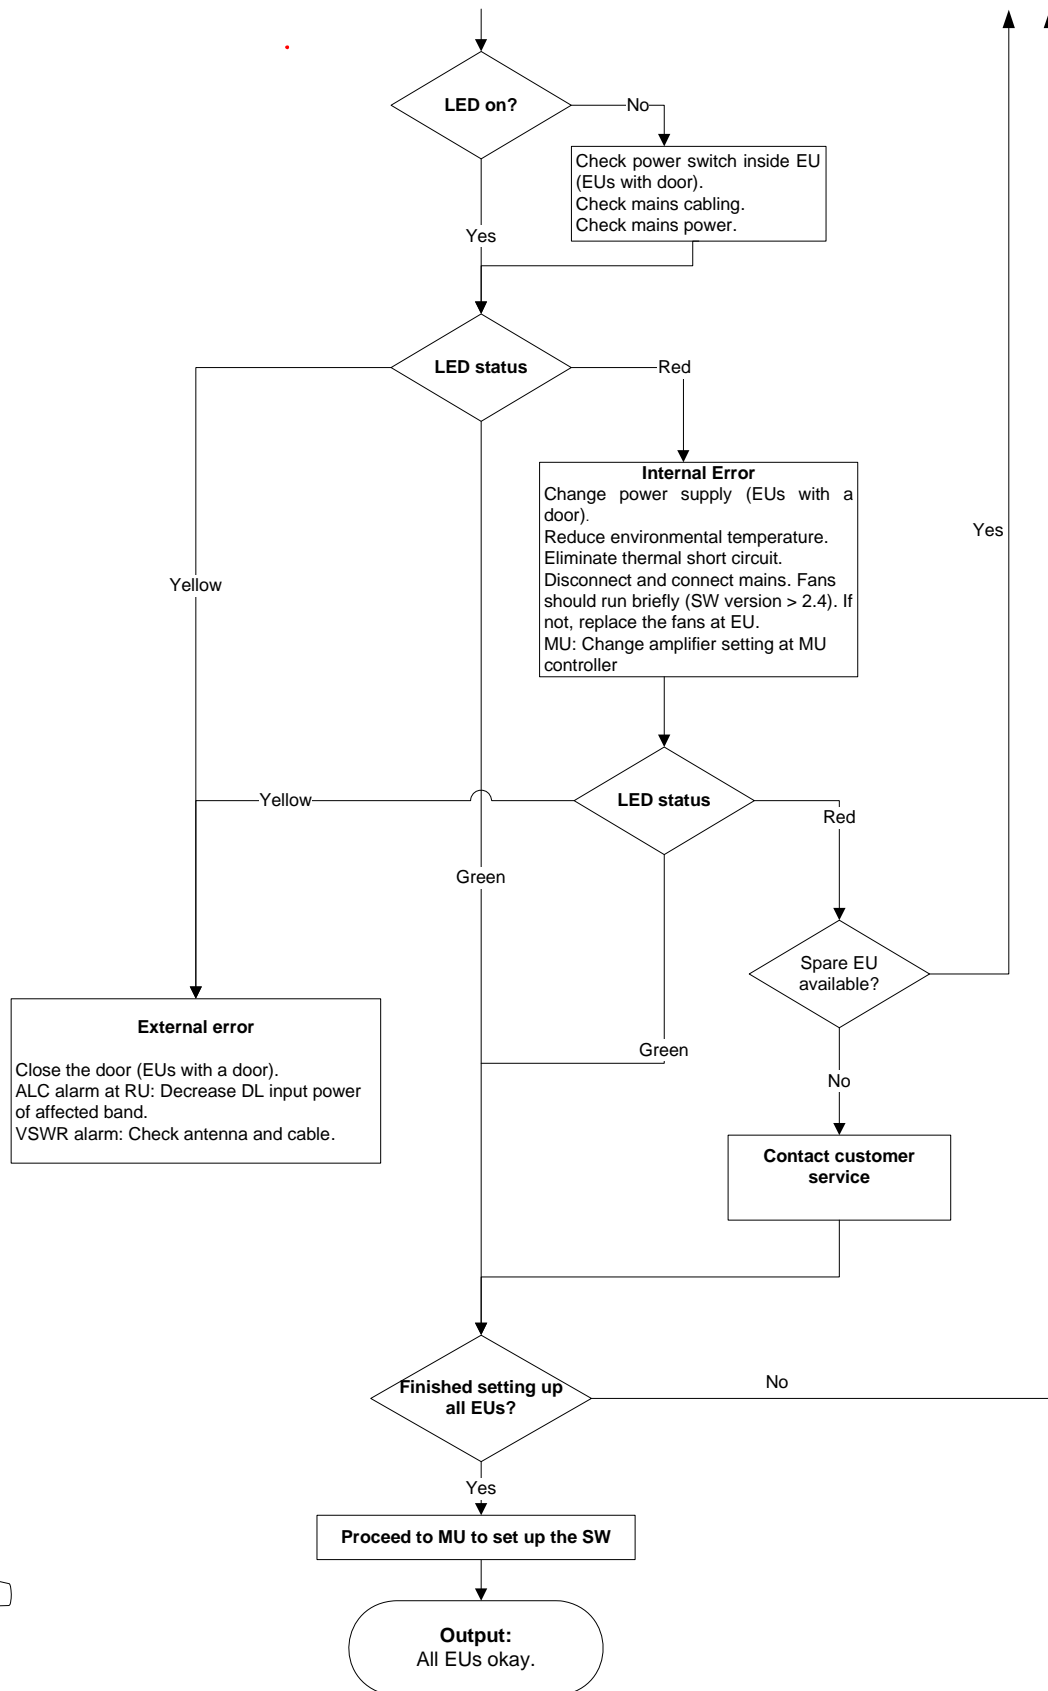 LED on?
No
Check power switch inside EU
(EUs with door).
Check mains cabling.
Check mains power.
Yes
LED status
Red
Internal Error
Change power supply (EUs with a
door).
Reduce environmental temperature.
Eliminate thermal short circuit.
Disconnect and connect mains. Fans
should run briefly (SW version > 2.4). If
not, replace the fans at EU.
MU: Change amplifier setting at MU
controller
Yes
Yellow
Yellow
LED status
Red
Green
Spare EU
available?
External error
Close the door (EUs with a door).
ALC alarm at RU: Decrease DL input power
of affected band.
VSWR alarm: Check antenna and cable.
Green
No
Contact customer
service
Finished setting up
all EUs?
No
Yes
Proceed to MU to set up the SW
Output:
All EUs okay.